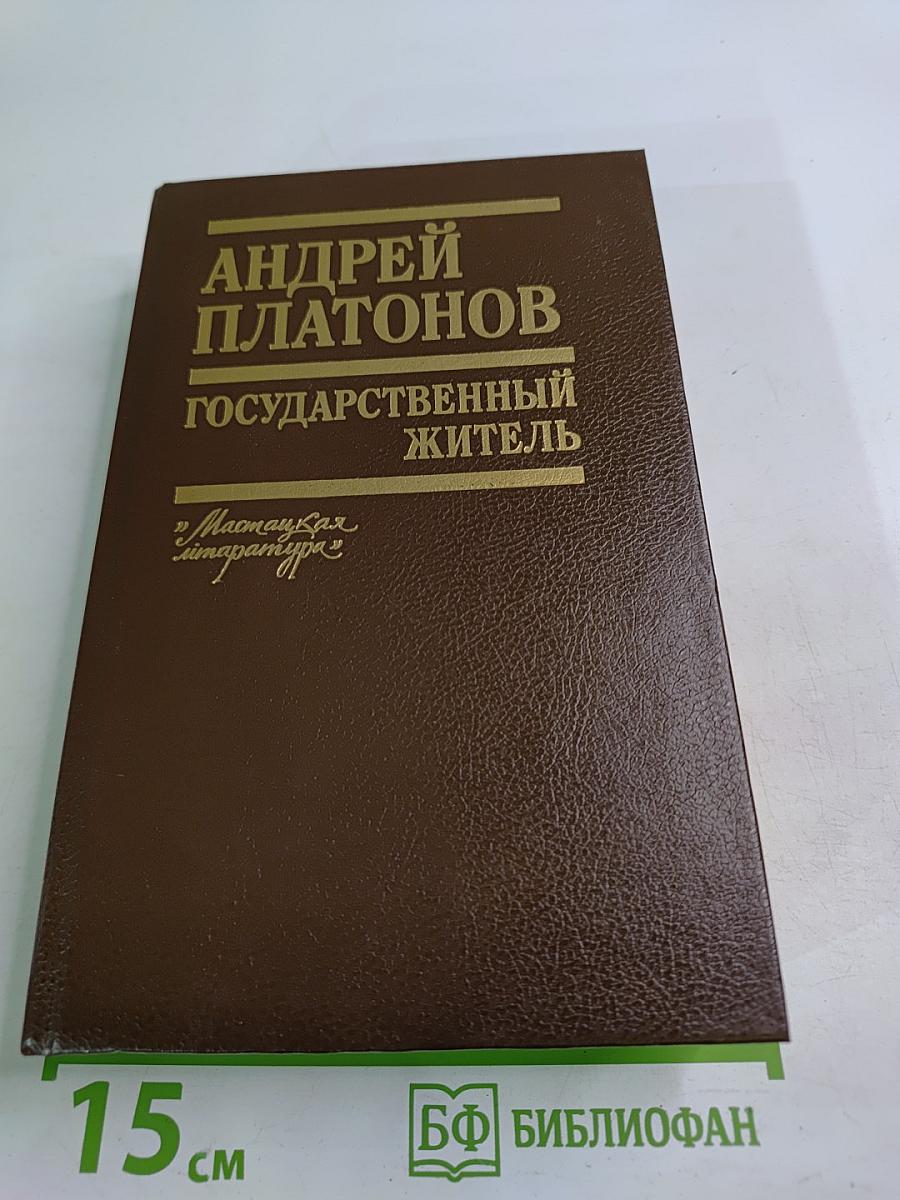 АНДРЕЙ
ПЛАТОНОВ
ГОСУДАРСТВЕННЫЙ
ЖИТЕЛЬ
„Мастацкая
літаратура"
15 см
БФ БИБЛИОФАН